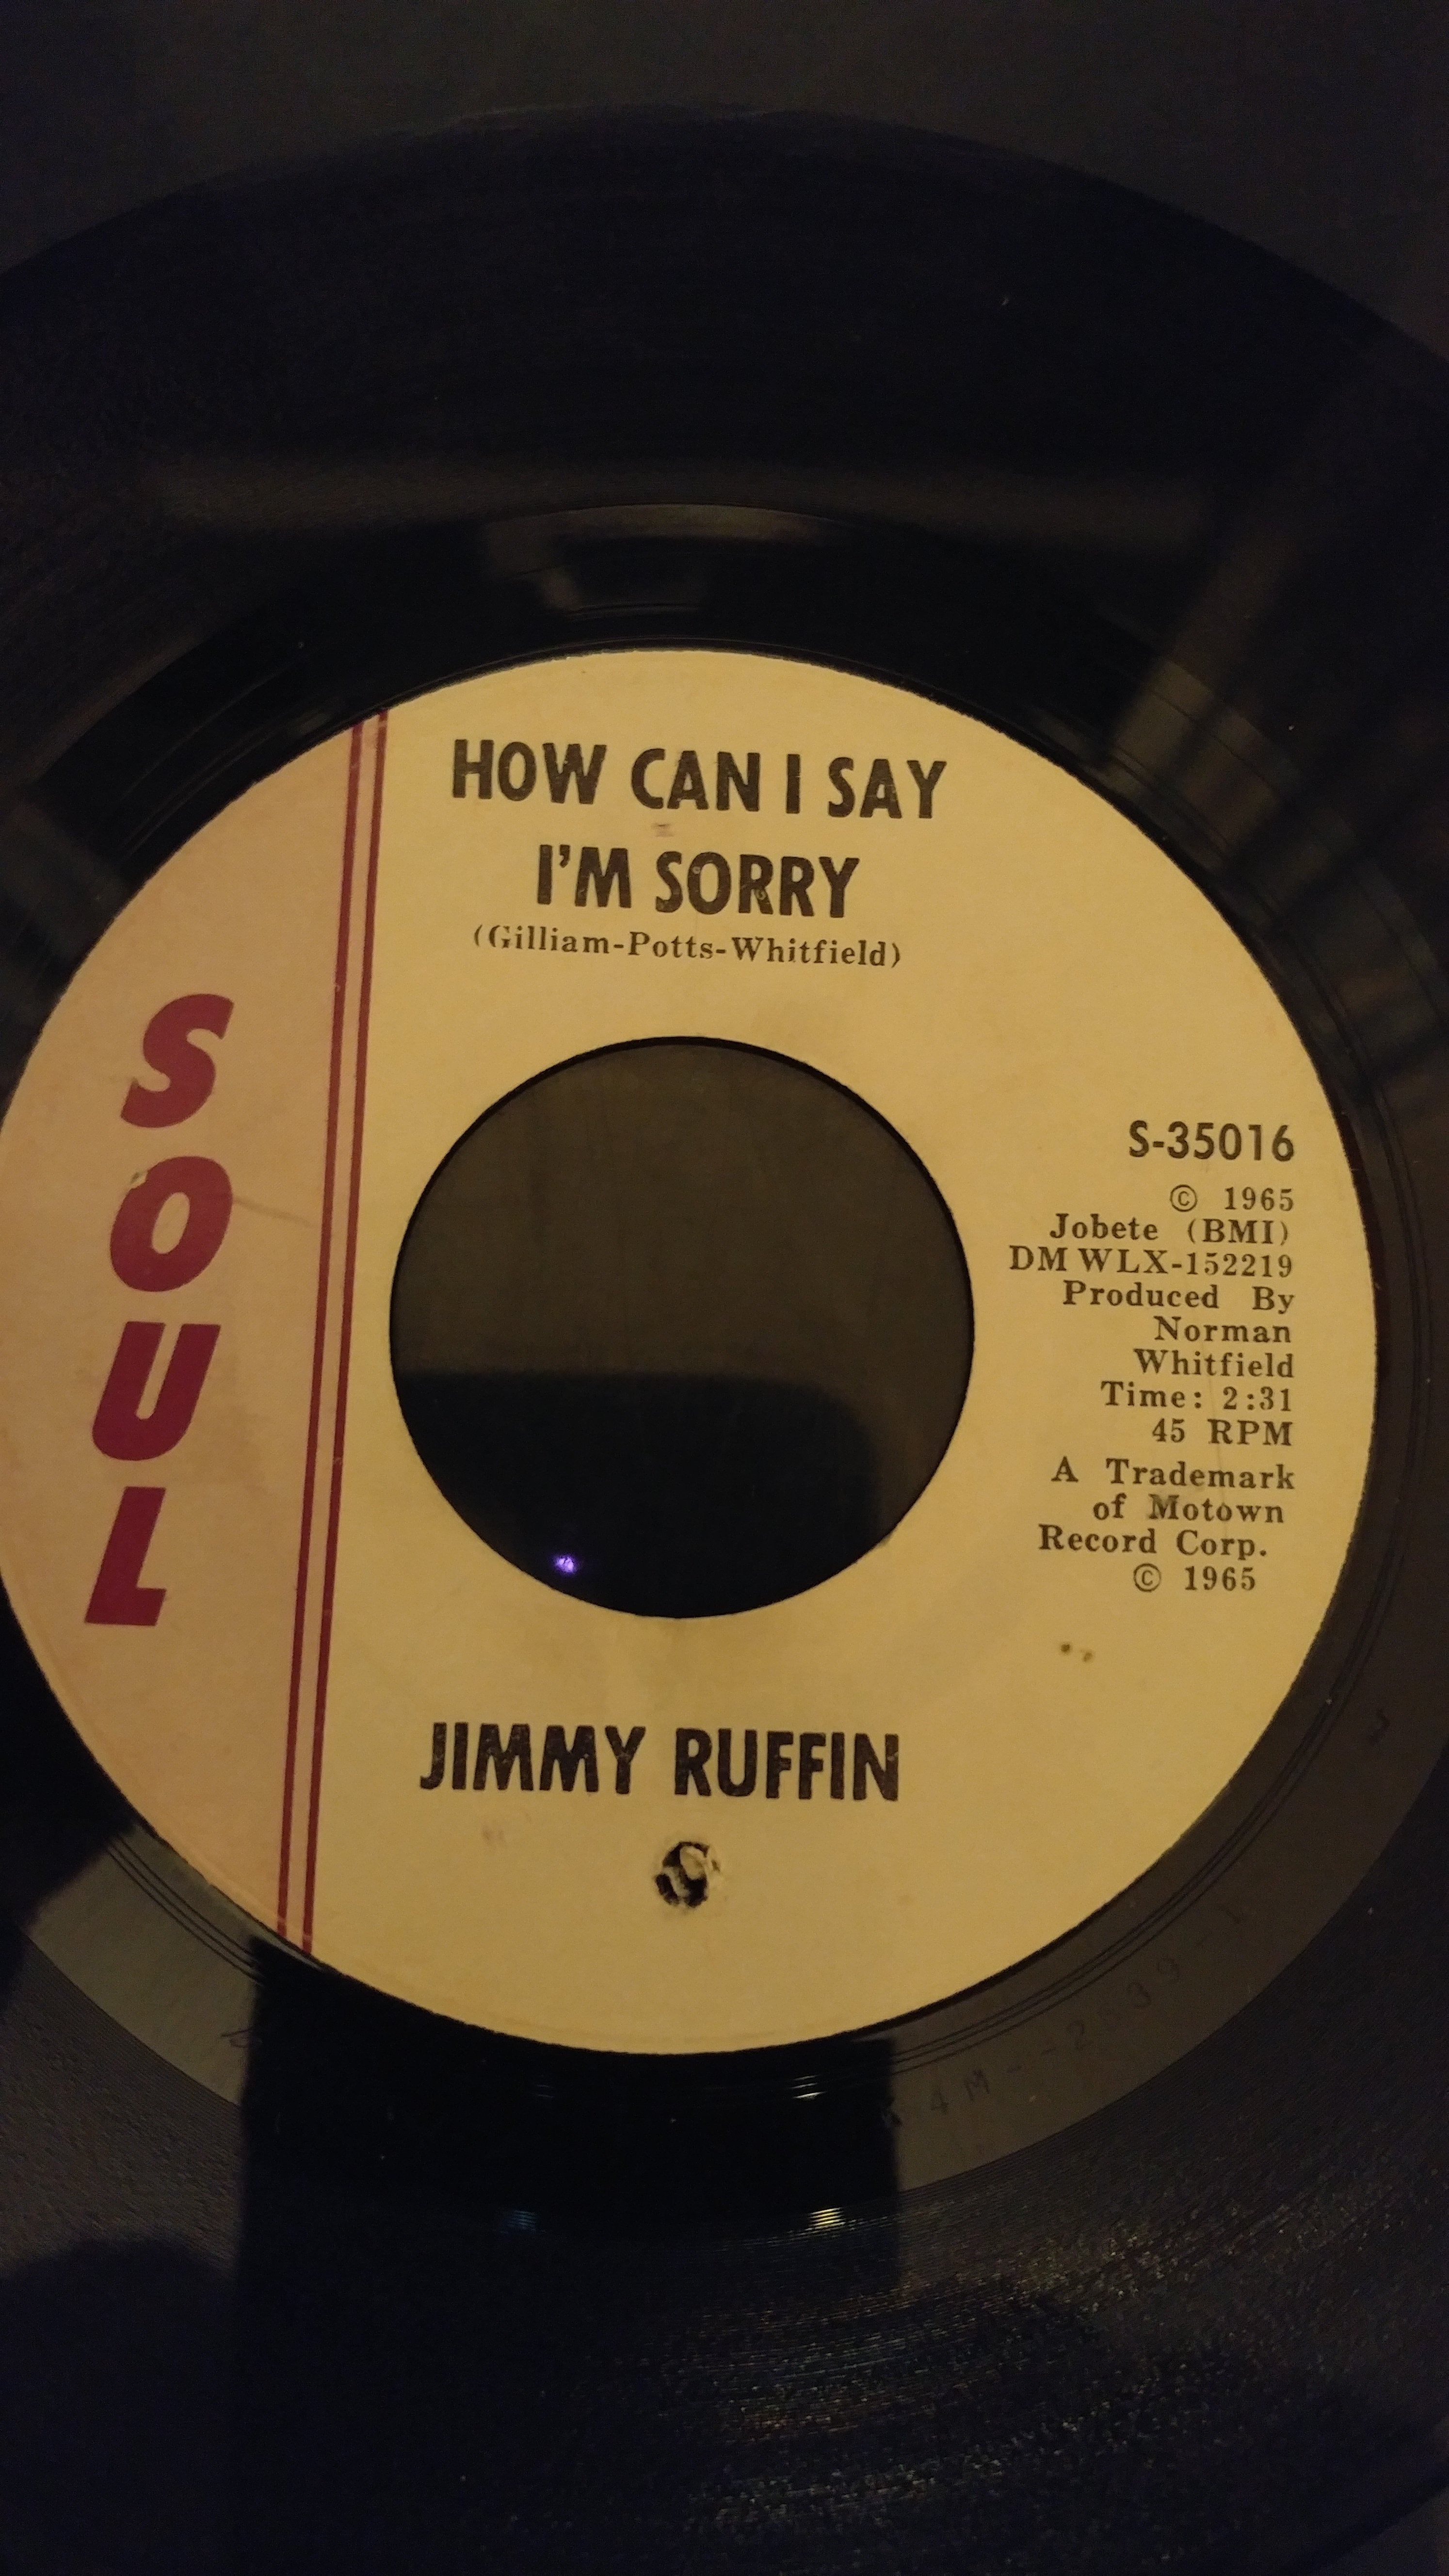 HOW CAN I SAY
I'M SORRY
(Gilliam-Potts-Whitfield)
SOUL
S-35016
© 1965
Jobete (BMI)
DM WLX-152219
Produced By
Norman
Whitfield
Time: 2:31
45 RPM
A Trademark
of Motown
Record Corp.
© 1965
JIMMY RUFFIN